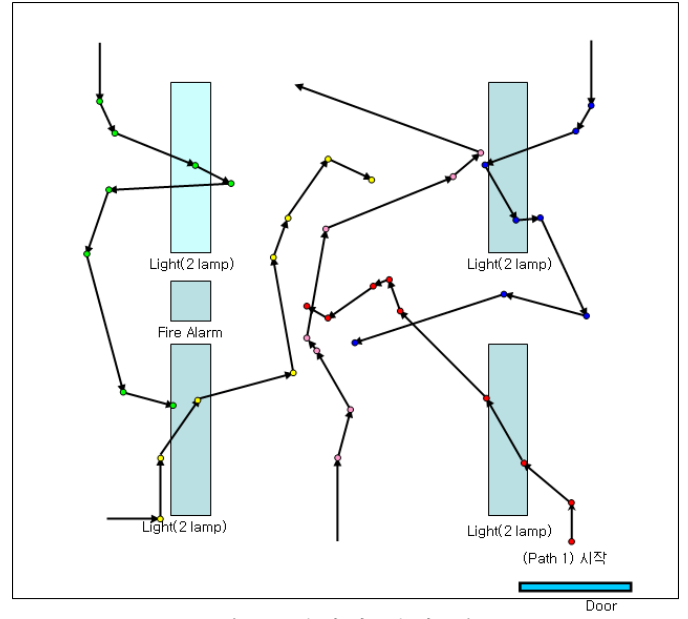 Light(2 lamp)
Light(2 lamp)
Fire Alarm
Light(2 lamp)
Light(2 lamp)
(Path 1) 시작
Door